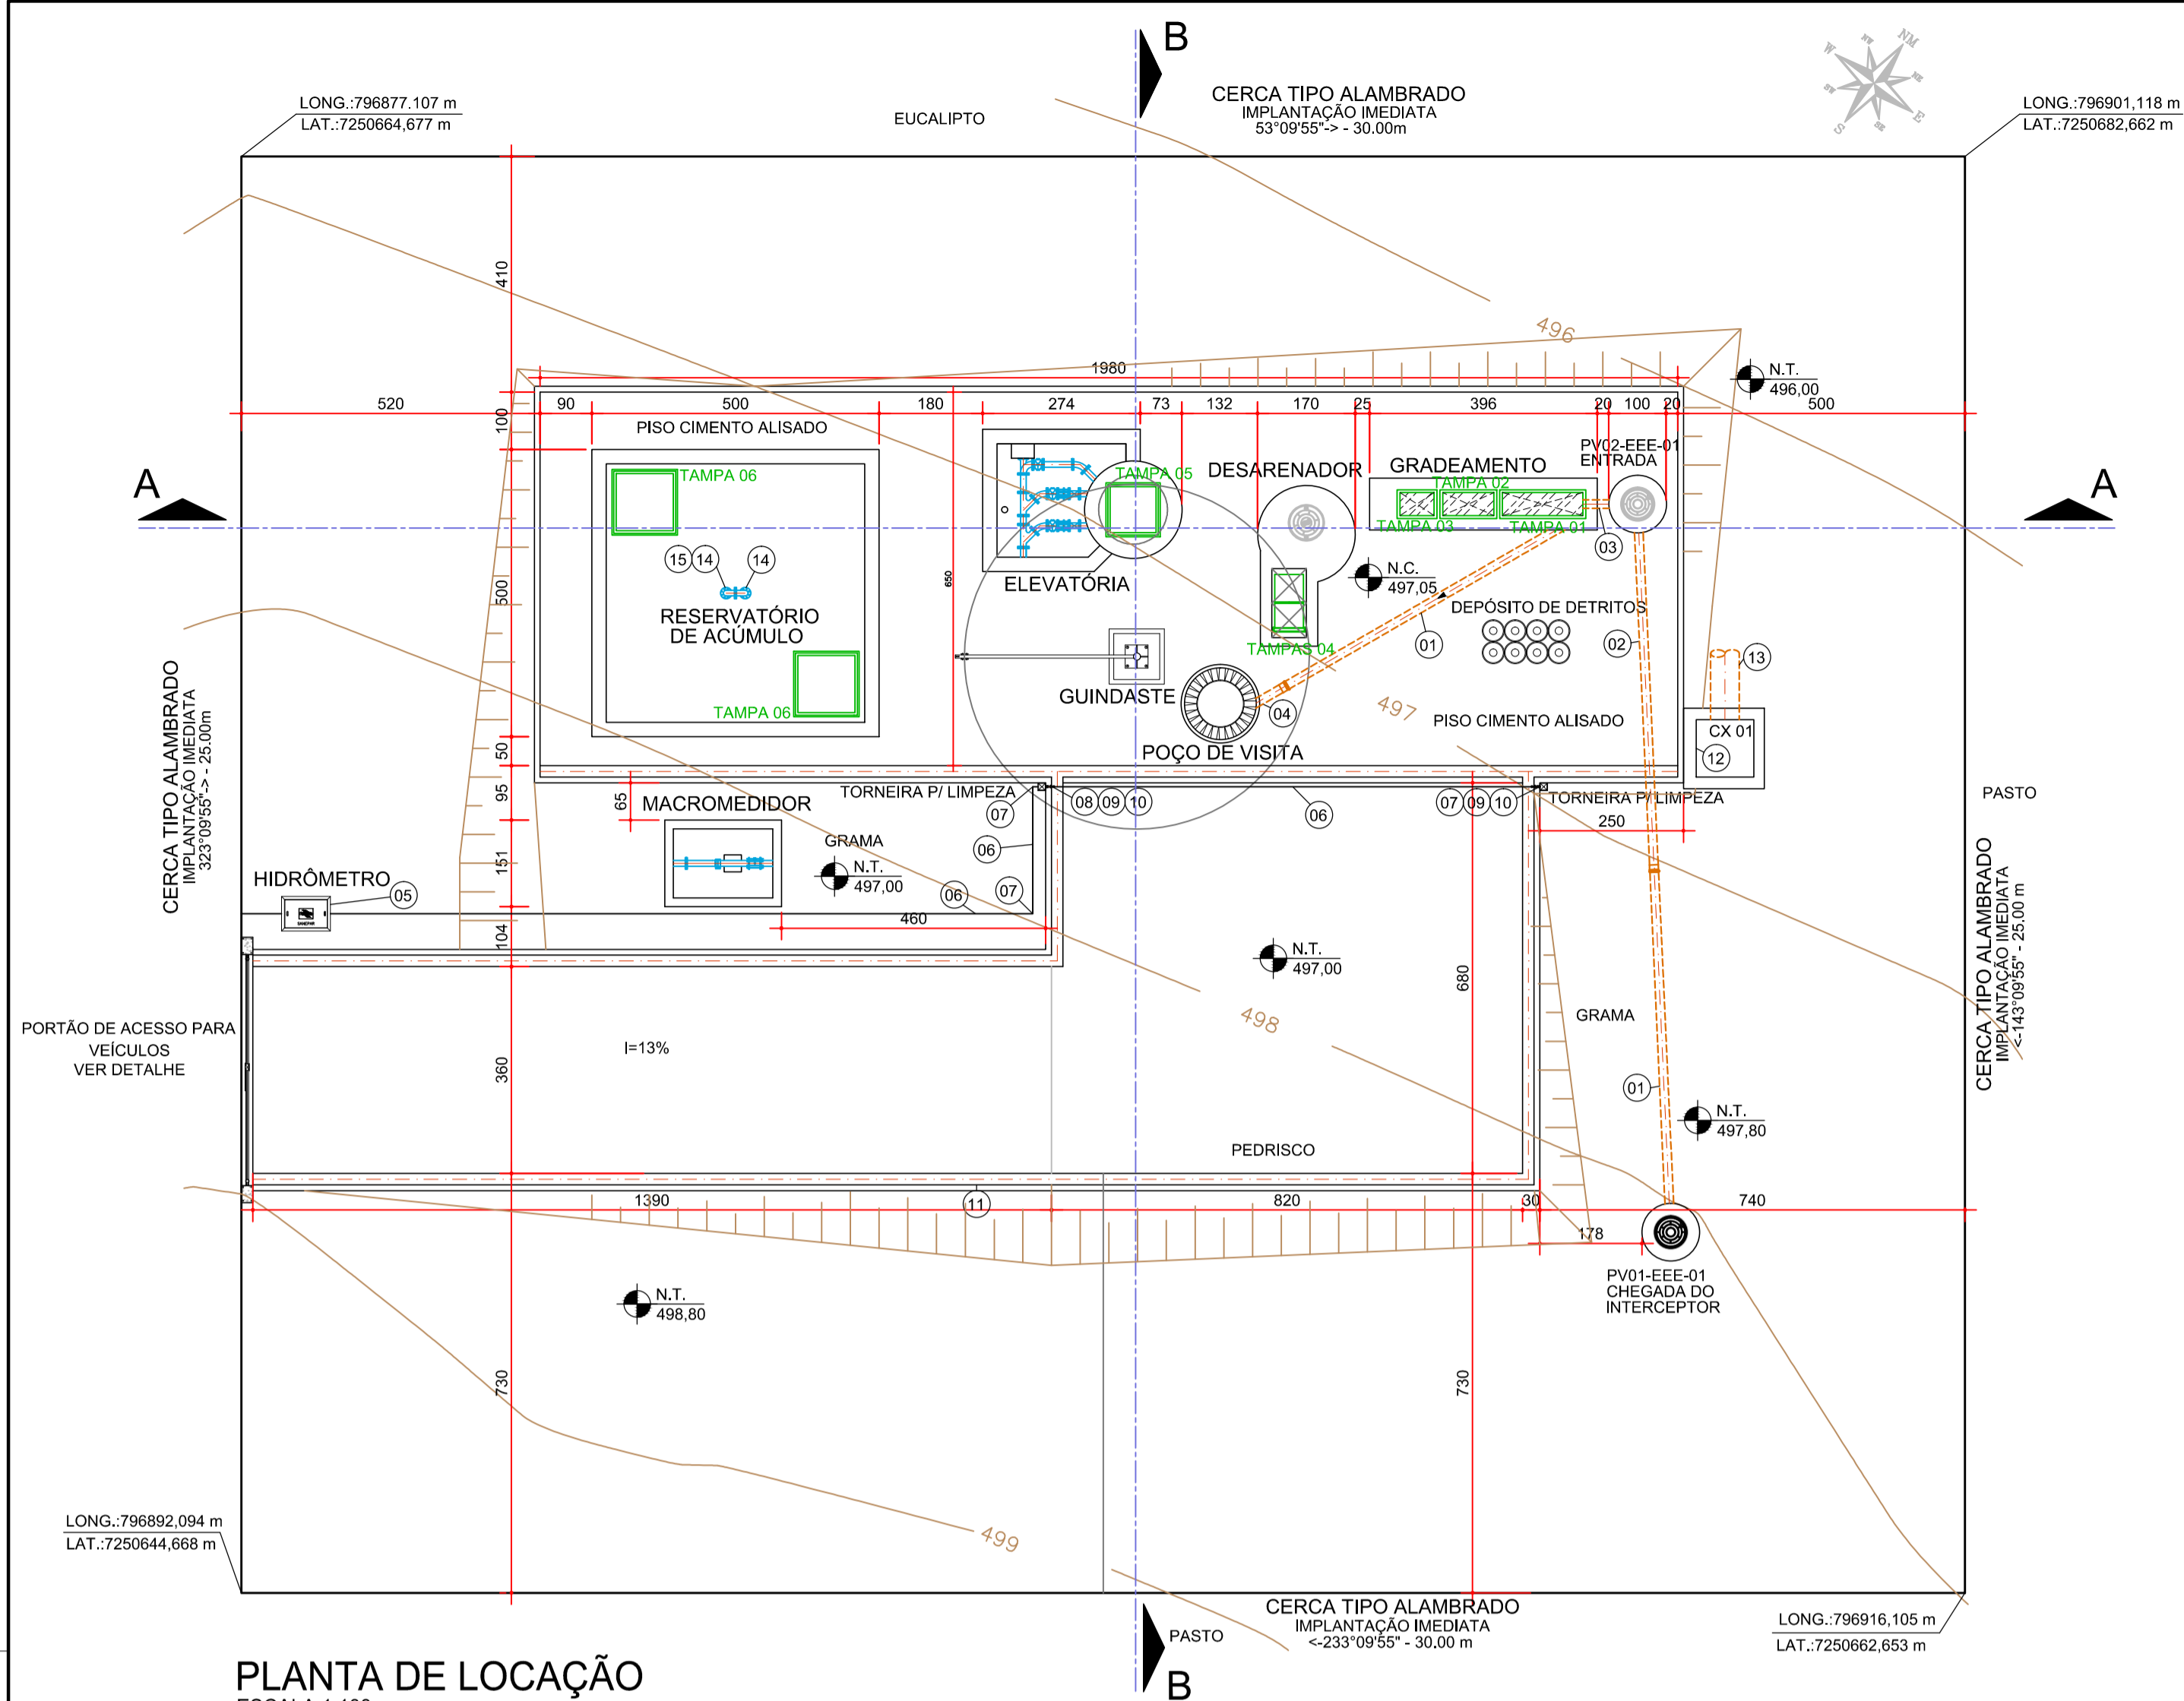 B
CERCA TIPO ALAMBRADO
IMPLANTAÇÃO IMEDIATA
53°09'55"-> - 30.00m
EUCALIPTO
LONG.:796877.107 m
LAT.:7250664,677 m
W
NW
NM
NE
E
SE
S
SW
LONG.:796901,118 m
LAT.:7250682,662 m
410
496
1980
N.T.
496,00
520
90
500
180
274
73
132
170
25
396
20
100
20
500
100
PISO CIMENTO ALISADO
PV02-EEE-01
ENTRADA
A
TAMPA 06
TAMPA 05
DESARENADOR
GRADEAMENTO
TAMPA 02
TAMPA 03
TAMPA 01
A
03
15
14
14
500
650
ELEVATÓRIA
N.C.
497,05
DEPÓSITO DE DETRITOS
RESERVATÓRIO
DE ACÚMULO
01
02
TAMPAS 04
13
GUINDASTE
TAMPA 06
04
497
PISO CIMENTO ALISADO
CX 01
12
50
POÇO DE VISITA
CERCA TIPO ALAMBRADO
IMPLANTAÇÃO IMEDIATA
323°09'55"-> - 25.00m
95
65
MACROMEDIDOR
TORNEIRA P/ LIMPEZA
07
08
09
10
06
07
09
10
TORNEIRA P/ LIMPEZA
250
PASTO
GRAMA
06
N.T.
497,00
151
HIDRÔMETRO
05
SANEPAR
06
07
460
104
N.T.
497,00
680
CERCA TIPO ALAMBRADO
IMPLANTAÇÃO IMEDIATA
<-143°09'55" - 25.00 m
498
GRAMA
PORTÃO DE ACESSO PARA
VEÍCULOS
VER DETALHE
I=13%
360
01
N.T.
497,80
PEDRISCO
1390
11
820
30
740
178
PV01-EEE-01
CHEGADA DO
INTERCEPTOR
N.T.
498,80
730
730
LONG.:796892,094 m
LAT.:7250644,668 m
499
CERCA TIPO ALAMBRADO
IMPLANTAÇÃO IMEDIATA
<-233°09'55" - 30.00 m
PASTO
LONG.:796916,105 m
LAT.:7250662,653 m
B
PLANTA DE LOCAÇÃO